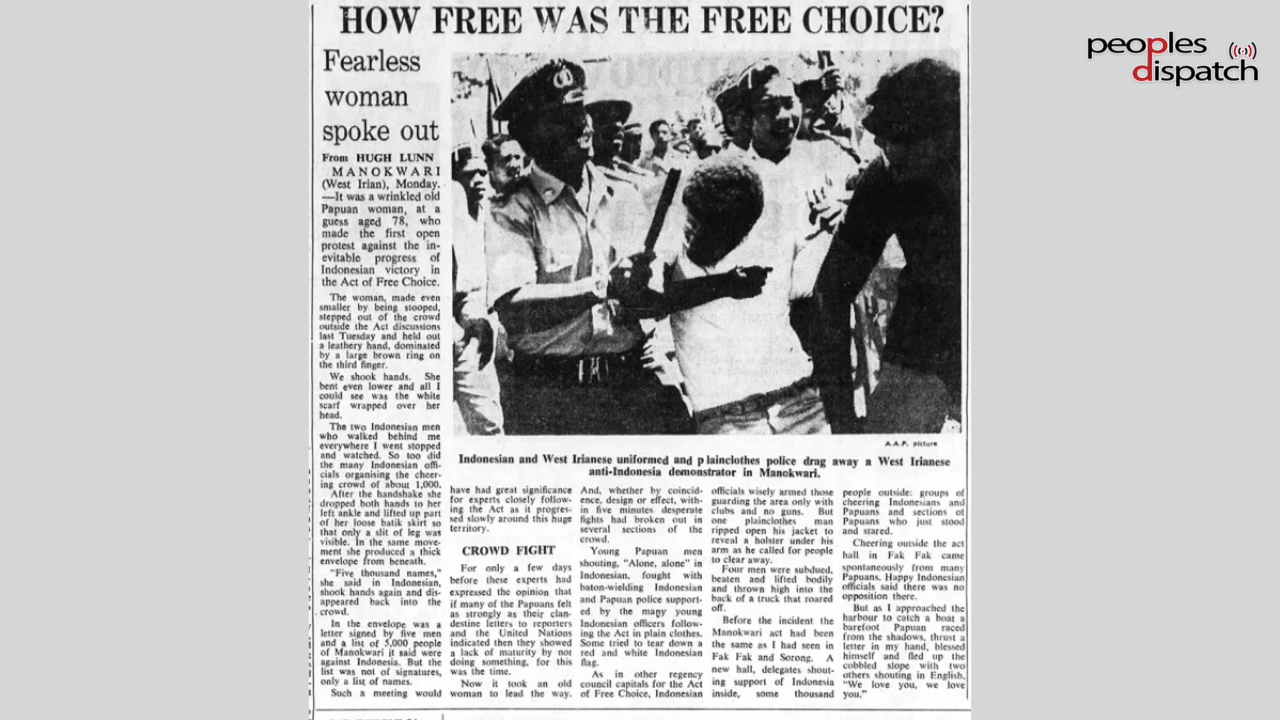 HOW FREE WAS THE FREE CHOICE?
peoples
dispatch
Fearless
woman
spoke out
From HUGH LUNN
MANOKWARI
(West Irian), Monday.
—It was a wrinkled old
Papuan woman, at a
guess aged 78, who
made the first open
protest against the in-
evitable progress of
Indonesian victory in
the Act of Free Choice.
The woman, made even
smaller by being stooped,
stepped out of the crowd
outside the Act discussions
last Tuesday and held out
a leathery hand, dominated
by a large brown ring on
the third finger.
We shook hands. She
bent even lower and all I
could see was the white
scarf wrapped over her
head.
The two Indonesian men
who walked behind me
everywhere I went stopped
and watched. So too did
the many Indonesian offi-
cials organising the cheer-
ing crowd of about 1,000.
After the handshake she
dropped both hands to her
left ankle and lifted up part
of her loose batik skirt so
that only a slit of leg was
visible. In the same move-
ment she produced a thick
envelope from beneath.
"Five thousand names,"
she said in Indonesian,
shook hands again and dis-
appeared back into the
crowd.
In the envelope was a
letter signed by five men
and a list of 5,000 people
of Manokwari it said were
against Indonesia. But the
list was not of signatures,
only a list of names.
Such a meeting would
A.A.P. picture
Indonesian and West Irianese uniformed and plainclothes police drag away a West Irianese
anti-Indonesia demonstrator in Manokwari.
have had great significance
for experts closely follow-
ing the Act as it progres-
sed slowly around this huge
territory.
CROWD FIGHT
For only a few days
before these experts had
expressed the opinion that
if many of the Papuans felt
as strongly as their clan-
destine letters to reporters
and the United Nations
indicated then they showed
a lack of maturity by not
doing something, for this
was the time.
Now it took an old
woman to lead the way.
And, whether by coincid-
ence, design or effect, with-
in five minutes desperate
fights had broken out in
several sections of the
crowd.
Young Papuan men
shouting, "Alone, alone" in
Indonesian, fought with
baton-wielding Indonesian
and Papuan police support-
ed by the many young
Indonesian officers follow-
ing the Act in plain clothes.
Some tried to tear down a
red and white Indonesian
flag.
As in other regency
council capitals for the Act
of Free Choice, Indonesian
officials wisely armed those
guarding the area only with
clubs and no guns. But
one plainclothes man
ripped open his jacket to
reveal a holster under his
arm as he called for people
to clear away.
Four men were subdued,
beaten and lifted bodily
and thrown high into the
back of a truck that roared
off.
Before the incident the
Manokwari act had been
the same as I had seen in
Fak Fak and Sorong. A
new hall, delegates shout-
ing support of Indonesia
inside, some thousand
people outside: groups of
cheering Indonesians and
Papuans and sections of
Papuans who just stood
and stared.
Cheering outside the act
hall in Fak Fak came
spontaneously from many
Papuans. Happy Indonesian
officials said there was no
opposition there.
But as I approached the
harbour to catch a boat a
barefoot Papuan raced
from the shadows, thrust a
letter in my hand, blessed
himself and fled up the
cobbled slope with two
others shouting in English,
"We love you, we love
you."